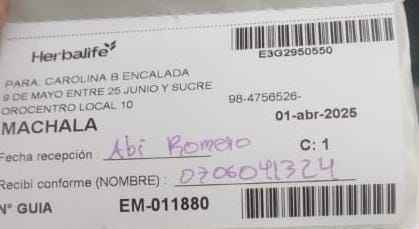 Herbalife
E3G2950550
PARA: CAROLINA B ENCALADA
9 DE MAYO ENTRE 25 JUNIO Y SUCRE
OROCENTRO LOCAL 10
98-4756526-
MACHALA
01-abr-2025
Fecha recepción : Abi Romero C: 1
Recibi conforme (NOMBRE) : 0706041324
N° GUIA EM-011880